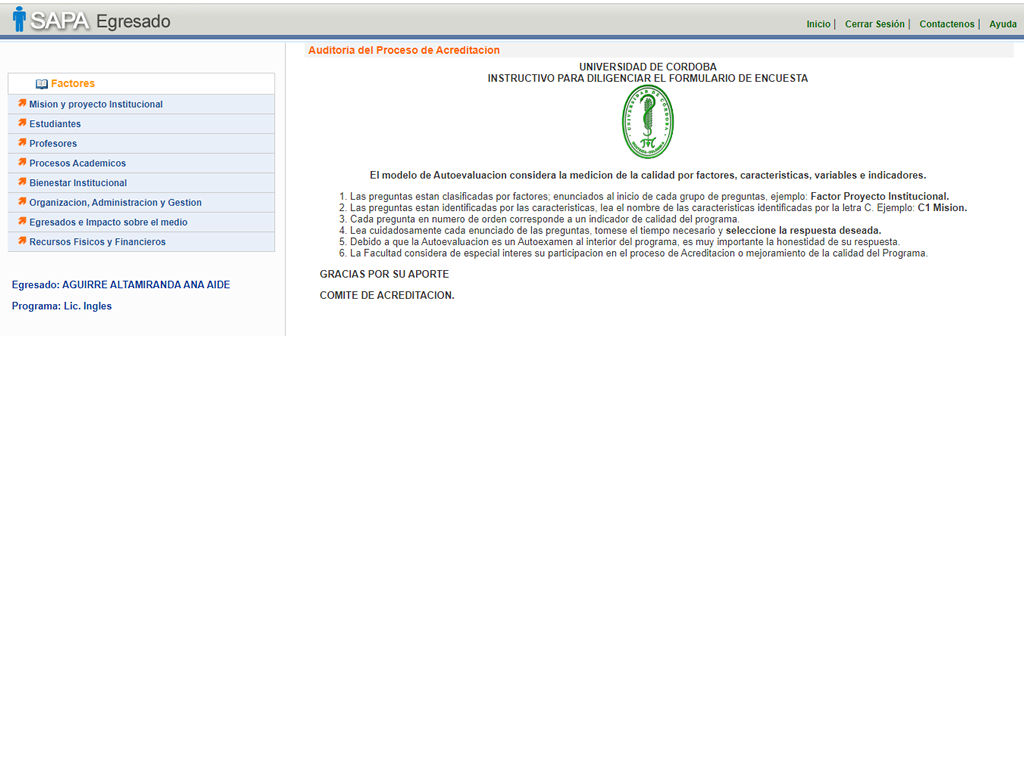 SAPA Egresado
Inicio | Cerrar Sesión | Contactenos | Ayuda
Factores
Mision y proyecto Institucional
Estudiantes
Profesores
Procesos Academicos
Bienestar Institucional
Organizacion, Administracion y Gestion
Egresados e Impacto sobre el medio
Recursos Fisicos y Financieros
Egresado: AGUIRRE ALTAMIRANDA ANA AIDE
Programa: Lic. Ingles
Auditoria del Proceso de Acreditacion
UNIVERSIDAD DE CORDOBA
INSTRUCTIVO PARA DILIGENCIAR EL FORMULARIO DE ENCUESTA
UNIVERSIDAD DE CORDOBA
El modelo de Autoevaluacion considera la medicion de la calidad por factores, caracteristicas, variables e indicadores.
1. Las preguntas estan clasificadas por factores; enunciados al inicio de cada grupo de preguntas, ejemplo: Factor Proyecto Institucional.
2. Las preguntas estan identificadas por las caracteristicas, lea el nombre de las caracteristicas identificadas por la letra C. Ejemplo: C1 Mision.
3. Cada pregunta en numero de orden corresponde a un indicador de calidad del programa.
4. Lea cuidadosamente cada enunciado de las preguntas, tomese el tiempo necesario y seleccione la respuesta deseada.
5. Debido a que la Autoevaluacion es un Autoexamen al interior del programa, es muy importante la honestidad de su respuesta.
6. La Facultad considera de especial interes su participacion en el proceso de Acreditacion o mejoramiento de la calidad del Programa.
GRACIAS POR SU APORTE
COMITE DE ACREDITACION.